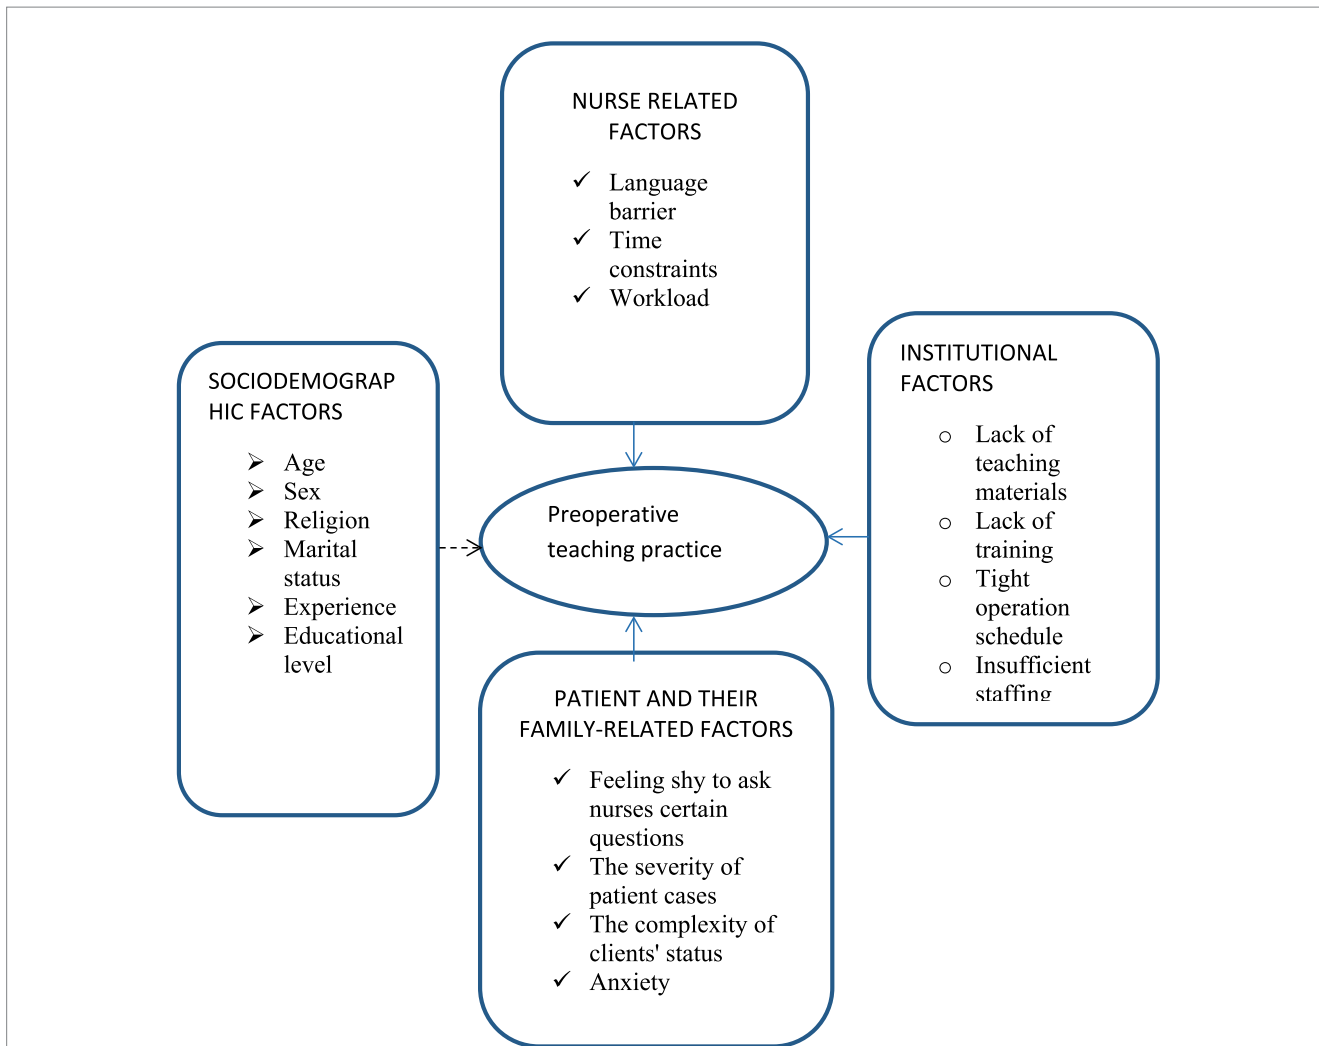 NURSE RELATED
FACTORS
✓ Language
barrier
✓ Time
constraints
✓ Workload
SOCIODEMOGRAP
HIC FACTORS
➢ Age
➢ Sex
➢ Religion
➢ Marital
status
➢ Experience
➢ Educational
level
Preoperative
teaching practice
INSTITUTIONAL
FACTORS
o Lack of
teaching
materials
o Lack of
training
o Tight
operation
schedule
o Insufficient
staffing
PATIENT AND THEIR
FAMILY-RELATED FACTORS
✓ Feeling shy to ask
nurses certain
questions
✓ The severity of
patient cases
✓ The complexity of
clients' status
✓ Anxiety